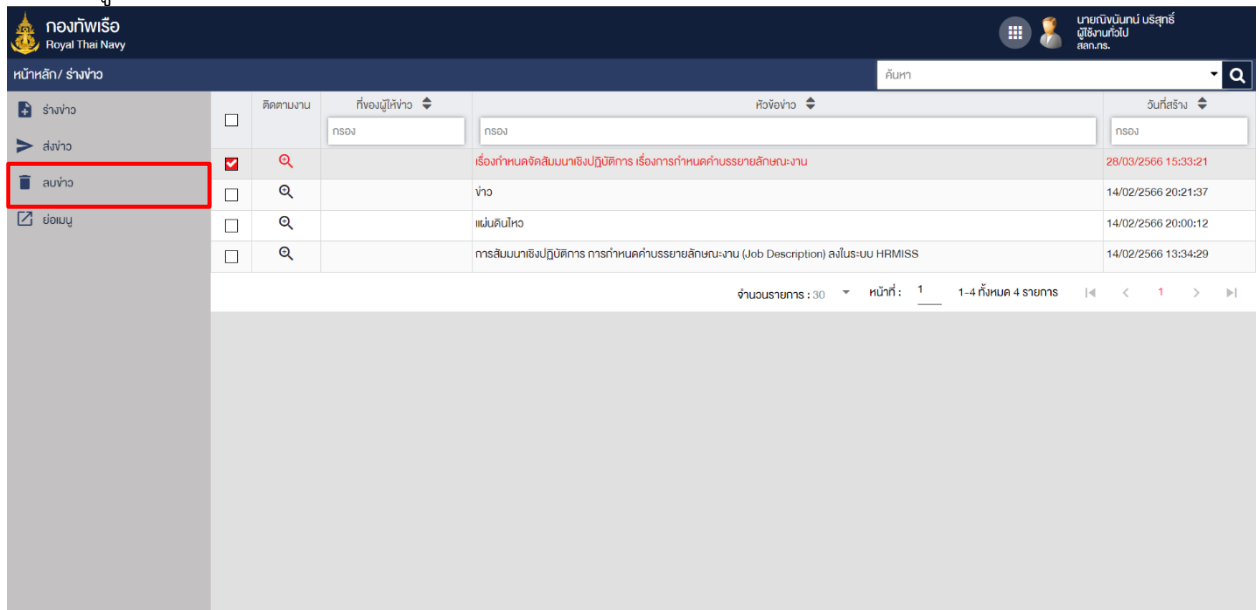 กองทัพเรือ
Royal Thai Navy
นายณิชนันทน์ บริสุทธิ์
ผู้ใช้งานทั่วไป
สลก.ทร.
หน้าหลัก/ ร่างข่าว
ค้นหา
ร่างข่าว
ส่งข่าว
ลบข่าว
ย่อเมนู
ติดตามงาน ที่ของผู้ให้ข่าว หัวข้อข่าว วันที่สร้าง
กรอง กรอง กรอง
เรื่องกำหนดจัดสัมมนาเชิงปฏิบัติการ เรื่องการกำหนดคำบรรยายลักษณะงาน 28/03/2566 15:33:21
ข่าว 14/02/2566 20:21:37
แผ่นดินไหว 14/02/2566 20:00:12
การสัมมนาเชิงปฏิบัติการ การกำหนดคำบรรยายลักษณะงาน (Job Description) ลงในระบบ HRMISS 14/02/2566 13:34:29
จำนวนรายการ : 30 หน้าที่ : 1 1-4 ทั้งหมด 4 รายการ 1